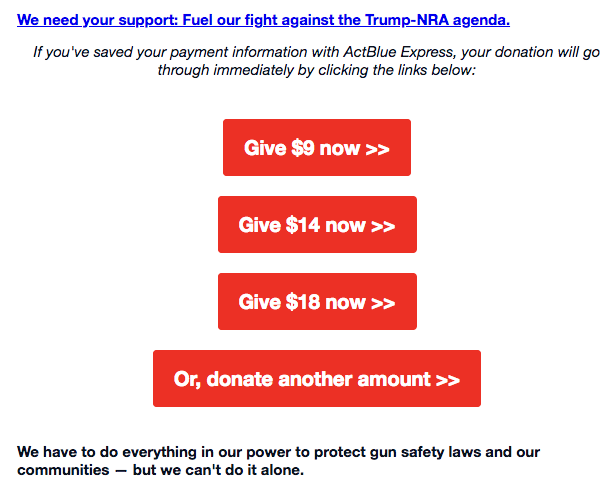 We need your support: Fuel our fight against the Trump-NRA agenda.
If you've saved your payment information with ActBlue Express, your donation will go
through immediately by clicking the links below:
Give $9 now >>
Give $14 now >>
Give $18 now >>
Or, donate another amount >>
We have to do everything in our power to protect gun safety laws and our
communities — but we can't do it alone.